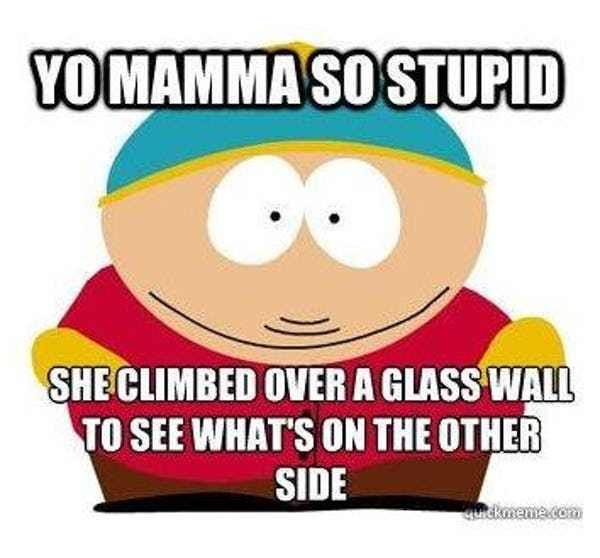 YO MAMMA SO STUPID
SHE CLIMBED OVER A GLASS WALL
TO SEE WHAT'S ON THE OTHER
SIDE
quickmeme.com